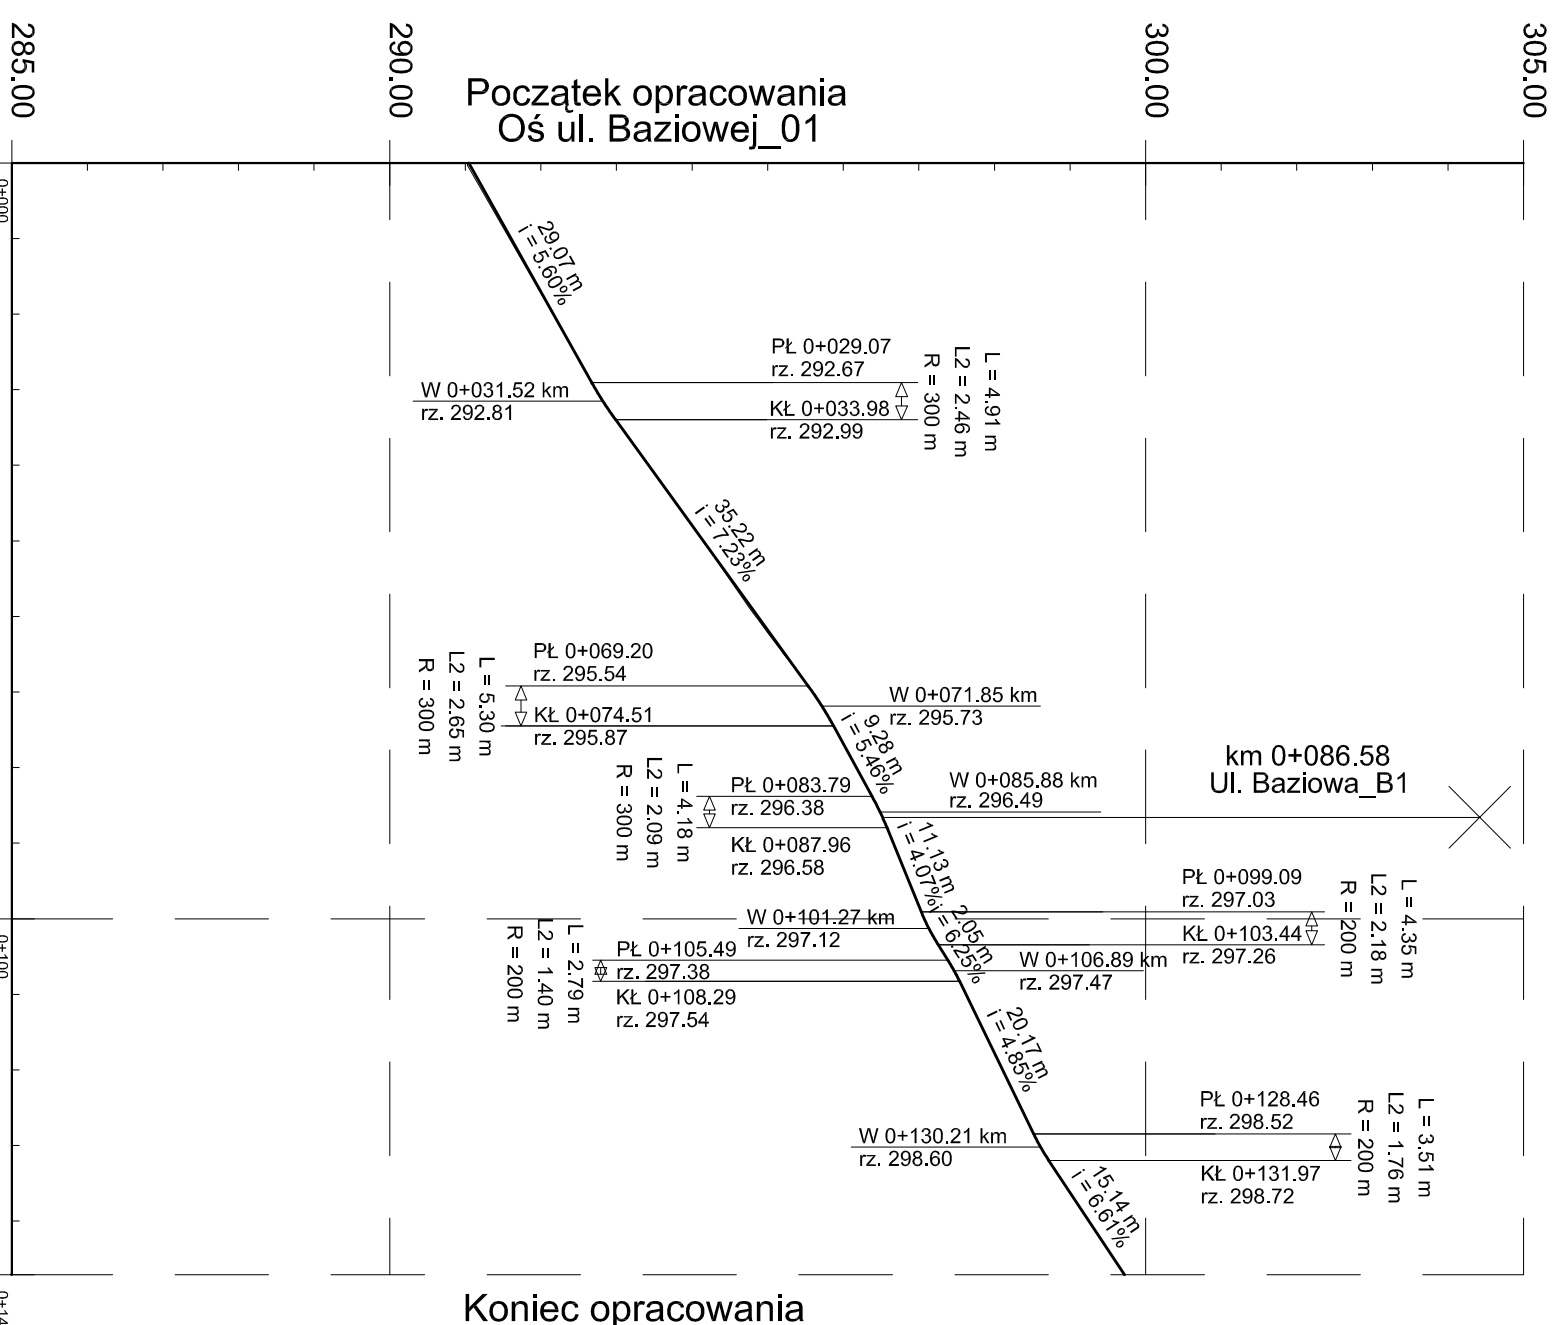 285.00
290.00
300.00
305.00
Początek opracowania
Oś ul. Baziowej_01
0+000
29.07 m
i = 5.60%
PŁ 0+029.07
rz. 292.67
W 0+031.52 km
rz. 292.81
KŁ 0+033.98
rz. 292.99
L = 4.91 m
L2 = 2.46 m
R = 300 m
35.22 m
i = 7.23%
PŁ 0+069.20
rz. 295.54
KŁ 0+074.51
rz. 295.87
L = 5.30 m
L2 = 2.65 m
R = 300 m
W 0+071.85 km
rz. 295.73
9.28 m
i = 5.46%
km 0+086.58
Ul. Baziowa_B1
W 0+085.88 km
rz. 296.49
PŁ 0+083.79
rz. 296.38
KŁ 0+087.96
rz. 296.58
L = 4.18 m
L2 = 2.09 m
R = 300 m
11.13 m
i = 4.07%
PŁ 0+099.09
rz. 297.03
KŁ 0+103.44
rz. 297.26
L = 4.35 m
L2 = 2.18 m
R = 200 m
W 0+101.27 km
rz. 297.12
0+100
2.05 m
i = 6.25%
PŁ 0+105.49
rz. 297.38
KŁ 0+108.29
rz. 297.54
L = 2.79 m
L2 = 1.40 m
R = 200 m
W 0+106.89 km
rz. 297.47
20.17 m
i = 4.85%
PŁ 0+128.46
rz. 298.52
KŁ 0+131.97
rz. 298.72
L = 3.51 m
L2 = 1.76 m
R = 200 m
W 0+130.21 km
rz. 298.60
15.14 m
i = 6.61%
Koniec opracowania